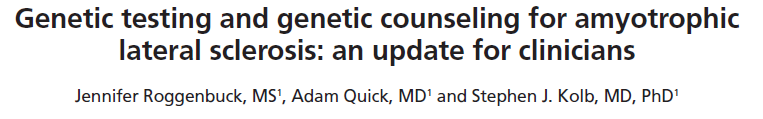 Genetic testing and genetic counseling for amyotrophic
lateral sclerosis: an update for clinicians
Jennifer Roggenbuck, MS¹, Adam Quick, MD¹ and Stephen J. Kolb, MD, PhD¹